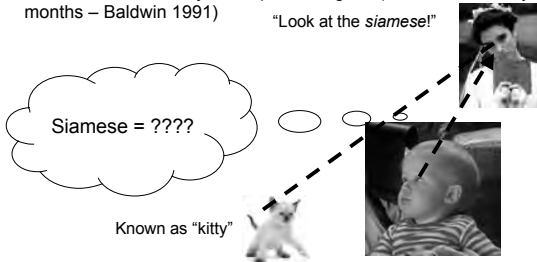 months – Baldwin 1991)
"Look at the siamese!"
Siamese = ????
Known as "kitty"